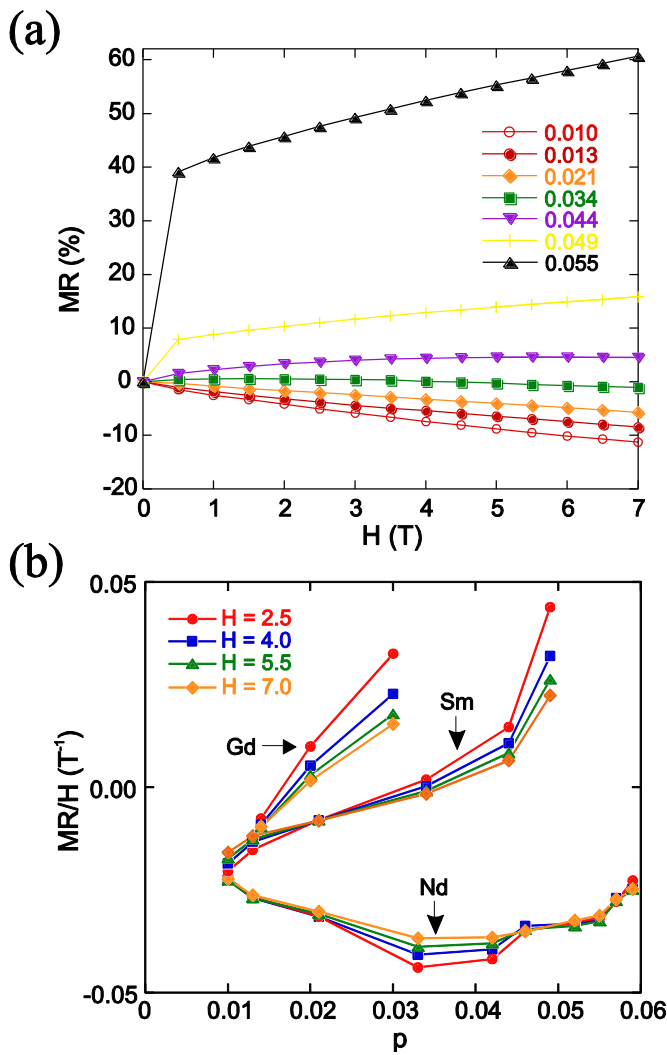 (a)
60
50
40
30
20
10
0
-10
-20
MR (%)
0.010
0.013
0.021
0.034
0.044
0.049
0.055
0 1 2 3 4 5 6 7
H (T)
(b)
0.05
0.00
-0.05
MR/H (T⁻¹)
H = 2.5
H = 4.0
H = 5.5
H = 7.0
Gd
Sm
Nd
0 0.01 0.02 0.03 0.04 0.05 0.06
p